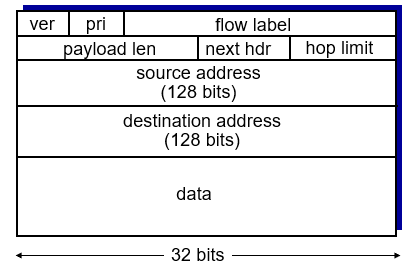 ver pri flow label
payload len next hdr hop limit
source address
(128 bits)
destination address
(128 bits)
data
32 bits